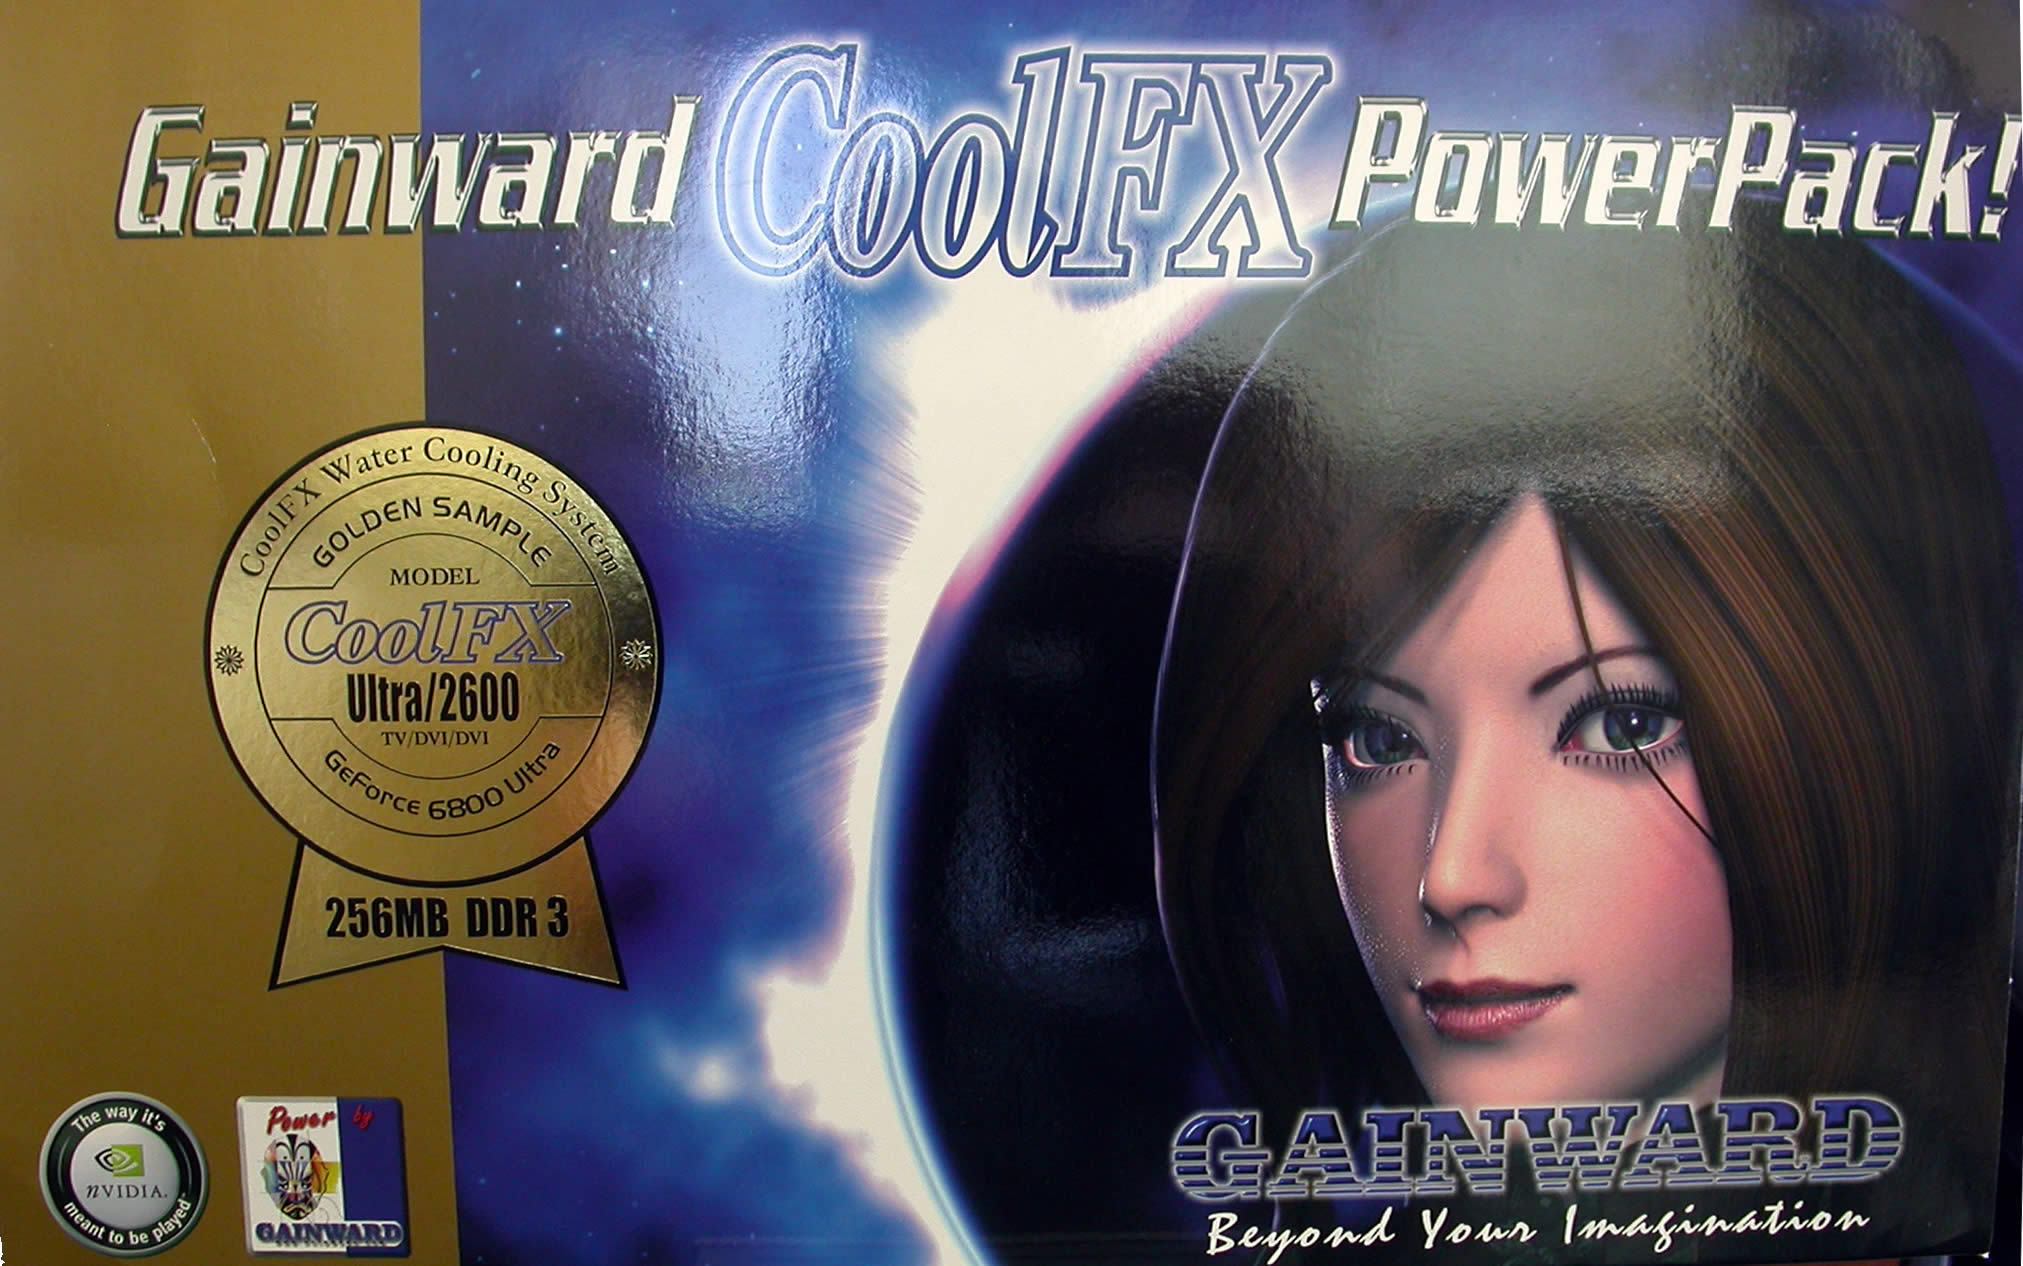 Gainward CoolFX PowerPack!
CoolFX Water Cooling System
GOLDEN SAMPLE
MODEL
CoolFX
Ultra/2600
TV/DVI/DVI
GeForce 6800 Ultra
256MB DDR 3
The way it's
nVIDIA.
meant to be played™
Power by
GAINWARD
GAINWARD
Beyond Your Imagination